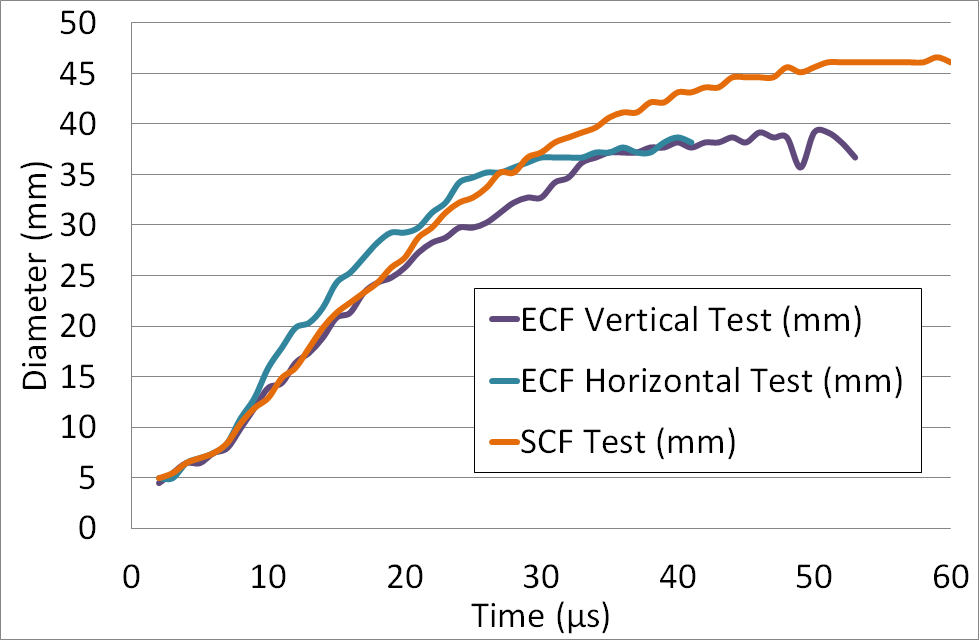 50
45
40
35
30
25
20
15
10
5
0
Diameter (mm)
ECF Vertical Test (mm)
ECF Horizontal Test (mm)
SCF Test (mm)
0 10 20 30 40 50 60
Time (µs)